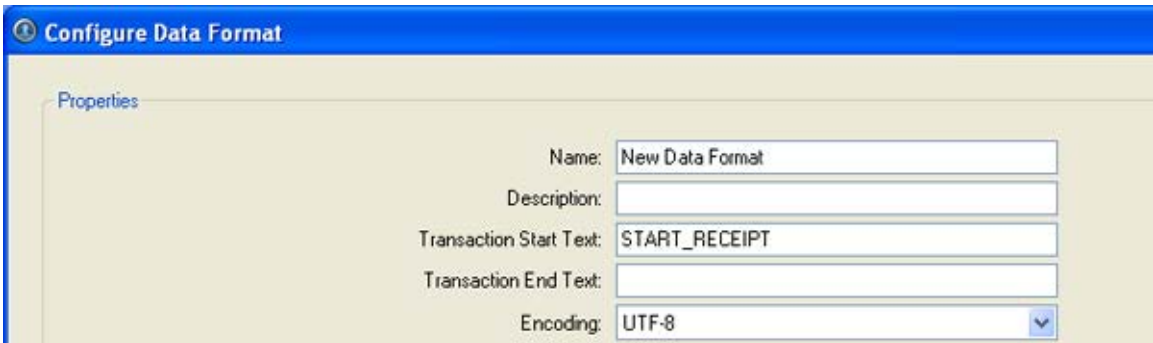 Configure Data Format
Properties
Name: New Data Format
Description:
Transaction Start Text: START_RECEIPT
Transaction End Text:
Encoding: UTF-8